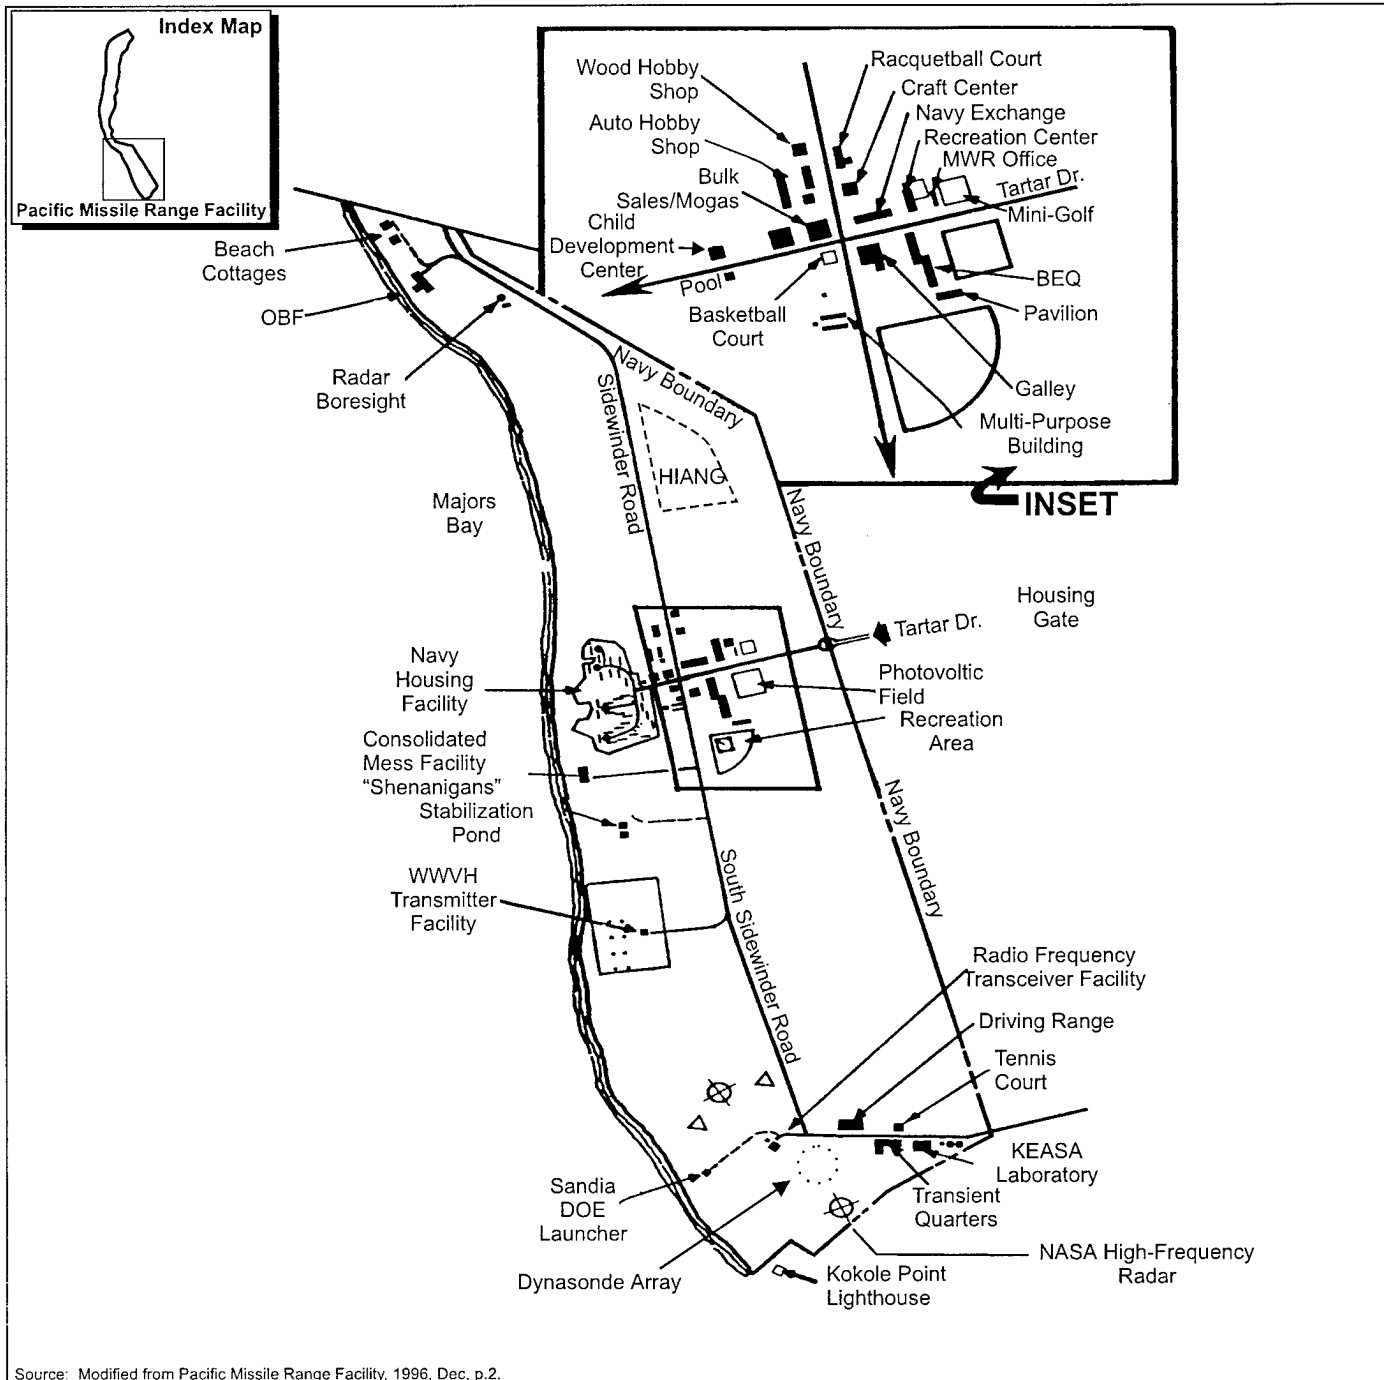 Index Map
Pacific Missile Range Facility
Wood Hobby
Shop
Auto Hobby
Shop
Bulk
Sales/Mogas
Child
Development
Center
Pool
Basketball
Court
Racquetball Court
Craft Center
Navy Exchange
Recreation Center
MWR Office
Tartar Dr.
Mini-Golf
BEQ
Pavilion
Galley
Multi-Purpose
Building
INSET
Beach
Cottages
OBF
Radar
Boresight
Navy Boundary
Sidewinder Road
HIANG
Majors
Bay
Navy Boundary
Housing
Gate
Tartar Dr.
Navy
Housing
Facility
Photovoltic
Field
Recreation
Area
Consolidated
Mess Facility
“Shenanigans”
Stabilization
Pond
Navy Boundary
WWVH
Transmitter
Facility
South Sidewinder Road
Radio Frequency
Transceiver Facility
Driving Range
Tennis
Court
KEASA
Laboratory
Transient
Quarters
Sandia
DOE
Launcher
NASA High-Frequency
Radar
Dynasonde Array
Kokole Point
Lighthouse
Source: Modified from Pacific Missile Range Facility, 1996, Dec, p.2.